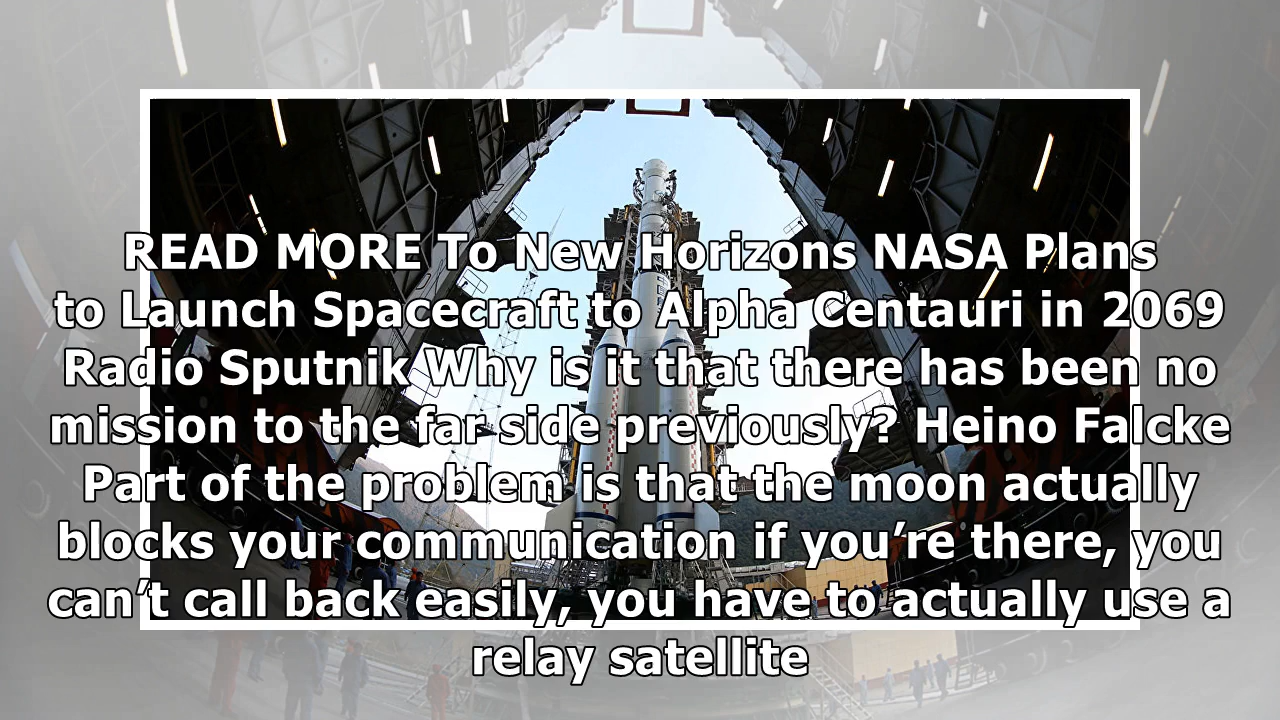 READ MORE To New Horizons NASA Plans
to Launch Spacecraft to Alpha Centauri in 2069
Radio Sputnik Why is it that there has been no
mission to the far side previously? Heino Falcke
Part of the problem is that the moon actually
blocks your communication if you’re there, you
can’t call back easily, you have to actually use a
relay satellite